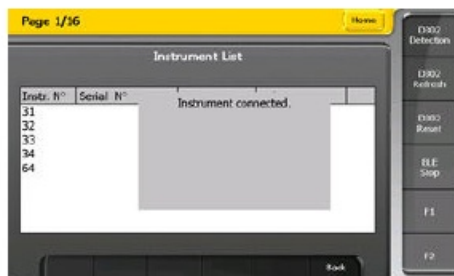 Page 1/16
Home
Instrument List
Instr. N° Serial N°
Instrument connected.
31
32
33
34
64
Back
D302
Detection
D302
Refresh
D302
Reset
BLE
Stop
F1
F2